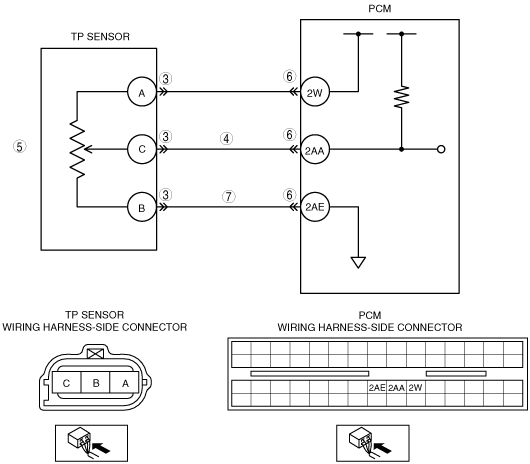 PCM
TP SENSOR
3
6
A
2W
5
3
4
6
C
2AA
3
7
6
B
2AE
TP SENSOR
WIRING HARNESS-SIDE CONNECTOR
PCM
WIRING HARNESS-SIDE CONNECTOR
C B A
2AE 2AA 2W